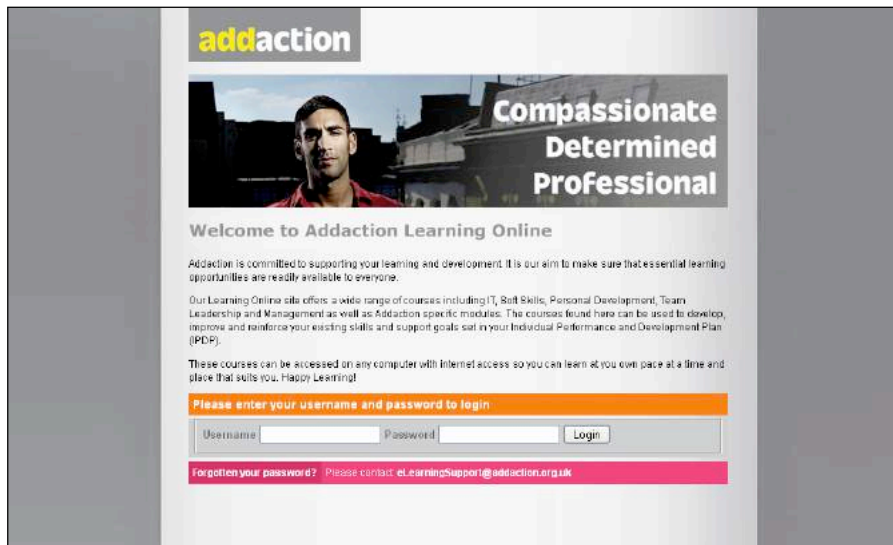 addaction
Compassionate
Determined
Professional
Welcome to Addaction Learning Online
Addaction is committed to supporting your learning and development. It is our aim to make sure that essential learning
opportunities are readily available to everyone.
Our Learning Online site offers a wide range of courses including IT, Soft Skills, Personal Development, Team
Leadership and Management as well as Addaction specific modules. The courses found here can be used to develop,
improve and reinforce your existing skills and support goals set in your Individual Performance and Development Plan
(IPDP).
These courses can be accessed on any computer with internet access so you can learn at you own pace at a time and
place that suits you. Happy Learning!
Please enter your username and password to login
Username Password Login
Forgotten your password? Please contact eLearningSupport@addaction.org.uk